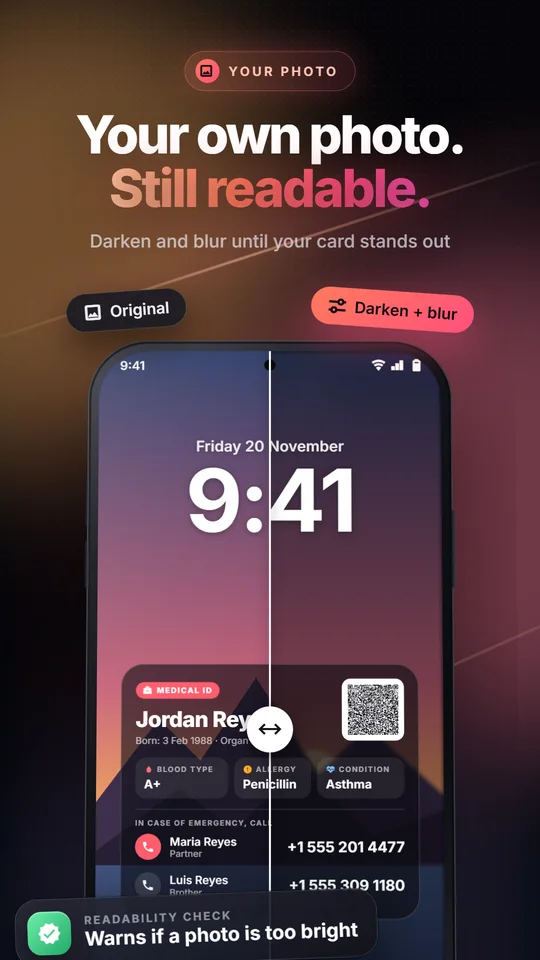 YOUR PHOTO
Your own photo.
Still readable.
Darken and blur until your card stands out
Original
Darken + blur
9:41
Friday 20 November
9:41
MEDICAL ID
Jordan Rey
Born: 3 Feb 1988 · Organ
BLOOD TYPE
A+
ALLERGY
Penicillin
CONDITION
Asthma
IN CASE OF EMERGENCY, CALL
Maria Reyes
Partner
+1 555 201 4477
Luis Reyes
Brother
+1 555 309 1180
READABILITY CHECK
Warns if a photo is too bright